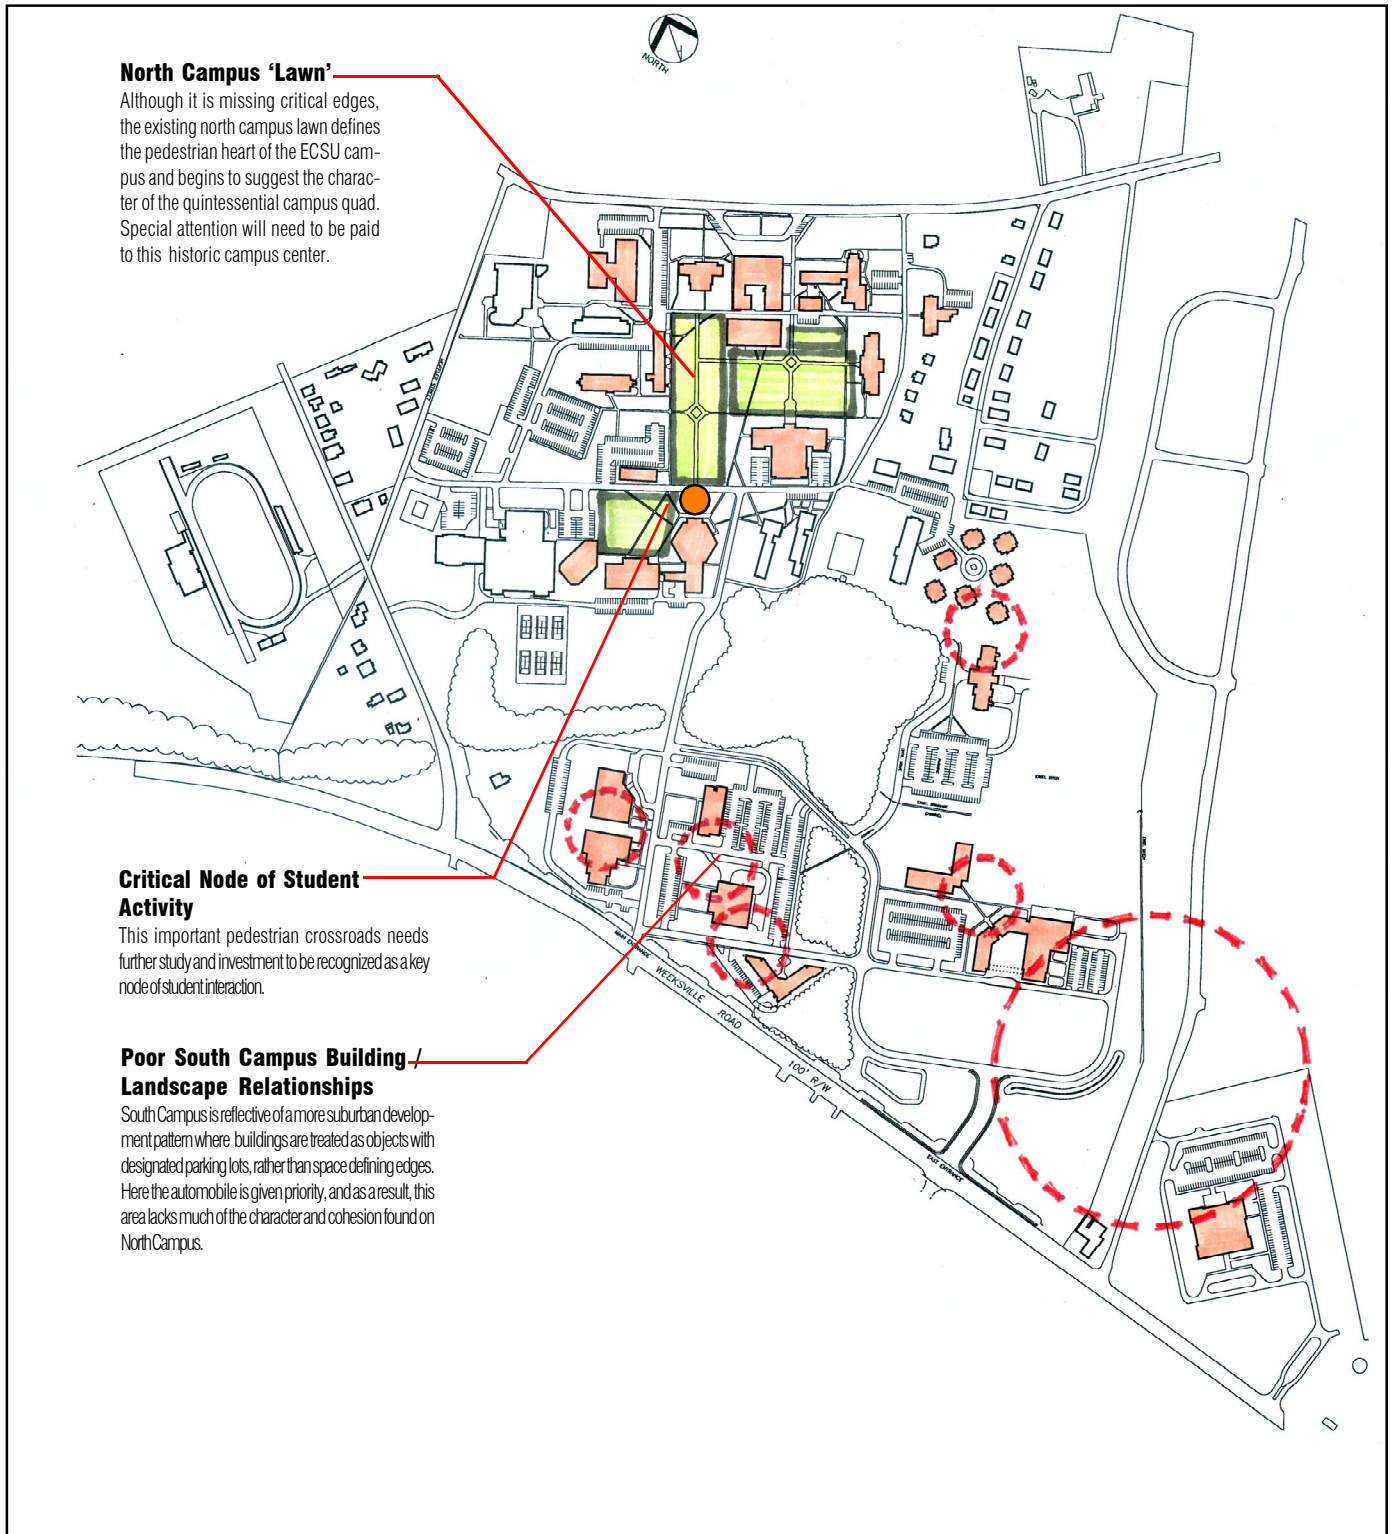 NORTH
North Campus ‘Lawn’
Although it is missing critical edges,
the existing north campus lawn defines
the pedestrian heart of the ECSU cam-
pus and begins to suggest the charac-
ter of the quintessential campus quad.
Special attention will need to be paid
to this historic campus center.
Critical Node of Student
Activity
This important pedestrian crossroads needs
further study and investment to be recognized as a key
node of student interaction.
Poor South Campus Building /
Landscape Relationships
South Campus is reflective of a more suburban develop-
ment pattern where buildings are treated as objects with
designated parking lots, rather than space defining edges.
Here the automobile is given priority, and as a result, this
area lacks much of the character and cohesion found on
North Campus.
MAIN ENTRANCE
WEEKSVILLE ROAD
100' R/W
EAST ENTRANCE